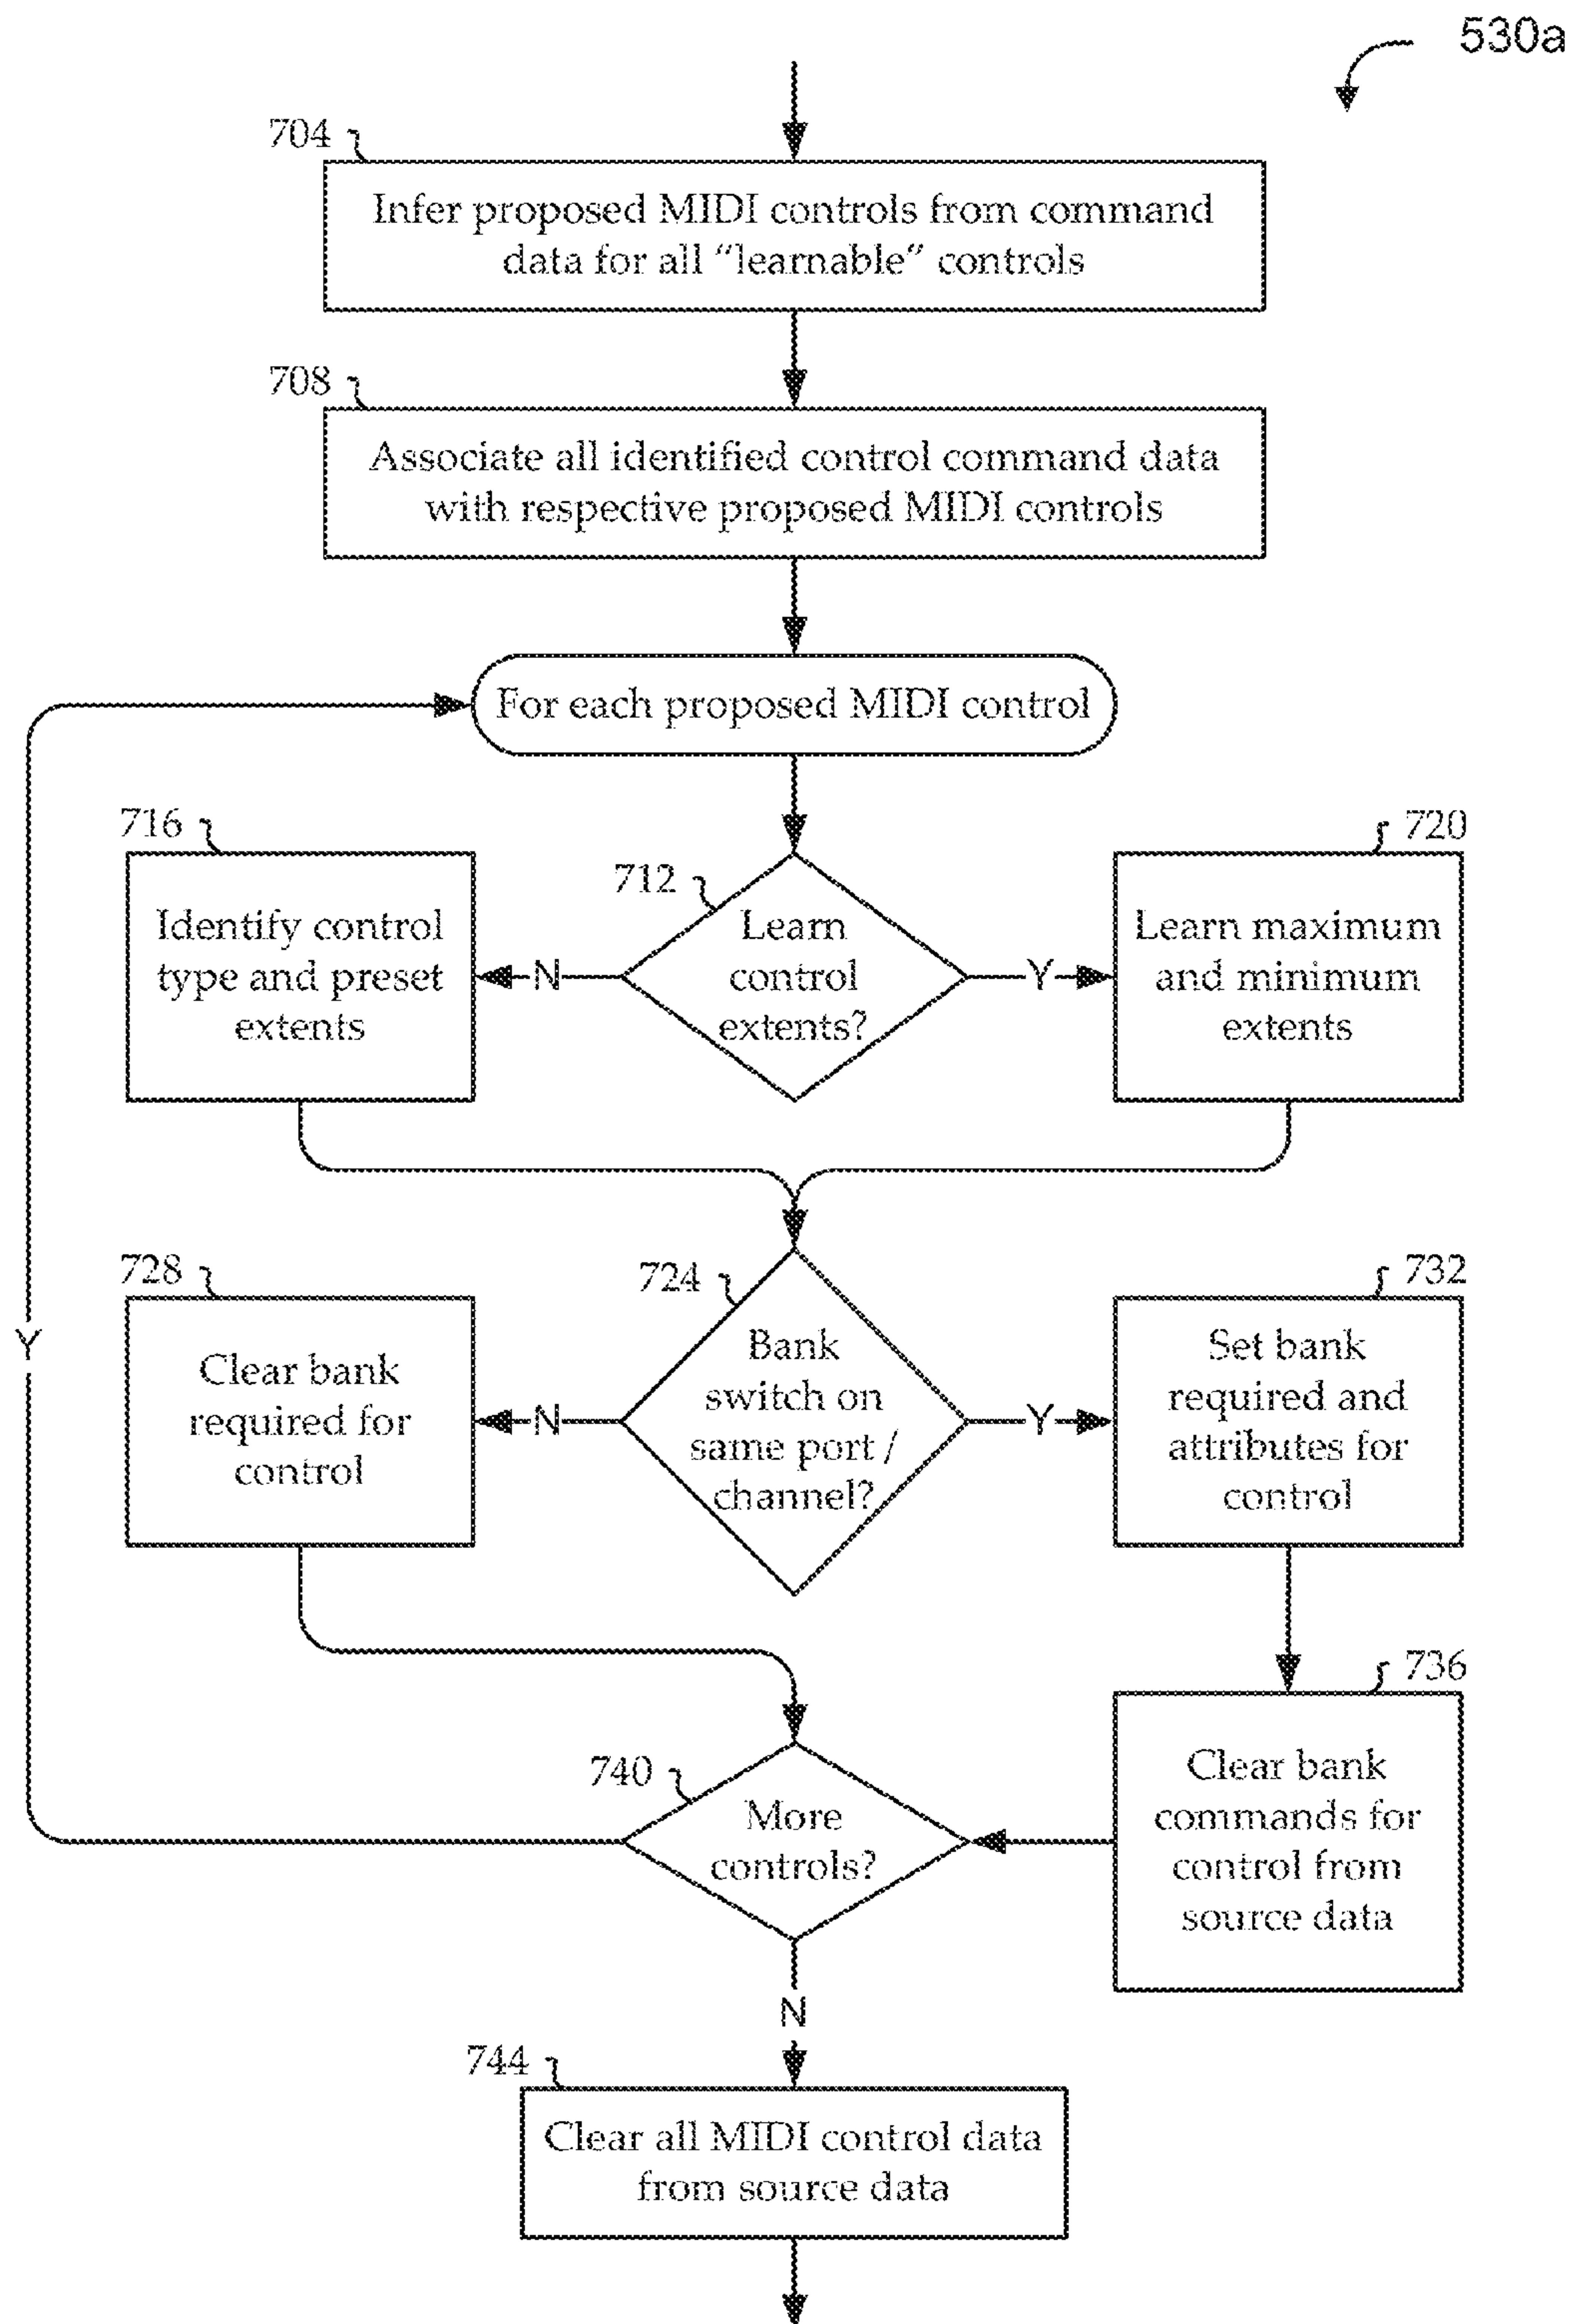 530a
704
Infer proposed MIDI controls from command
data for all “learnable” controls
708
Associate all identified control command data
with respective proposed MIDI controls
For each proposed MIDI control
716
Identify control
type and preset
extents
712
Learn
control
extents?
N
Y
720
Learn maximum
and minimum
extents
728
Clear bank
required for
control
724
Bank
switch on
same port /
channel?
N
Y
732
Set bank
required and
attributes for
control
Y
740
More
controls?
736
Clear bank
commands for
control from
source data
N
744
Clear all MIDI control data
from source data